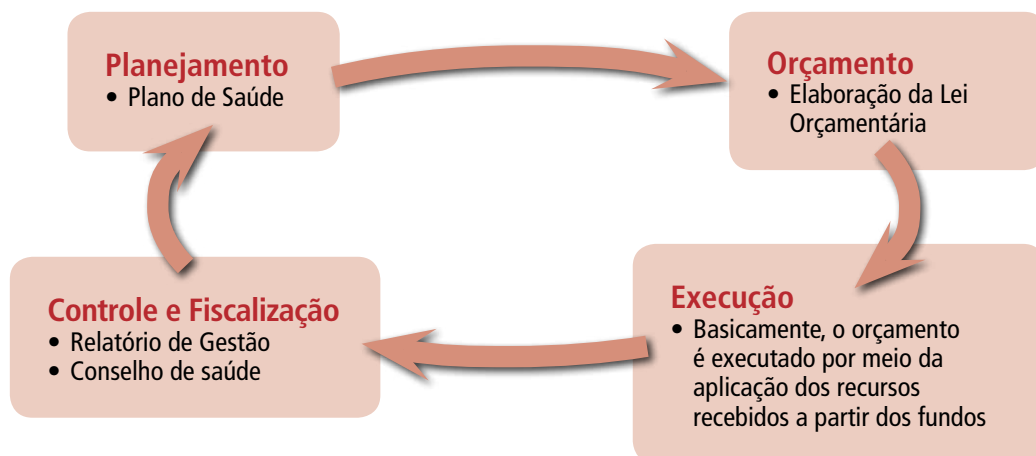 Planejamento
• Plano de Saúde
Orçamento
• Elaboração da Lei
Orçamentária
Execução
• Basicamente, o orçamento
é executado por meio da
aplicação dos recursos
recebidos a partir dos fundos
Controle e Fiscalização
• Relatório de Gestão
• Conselho de saúde